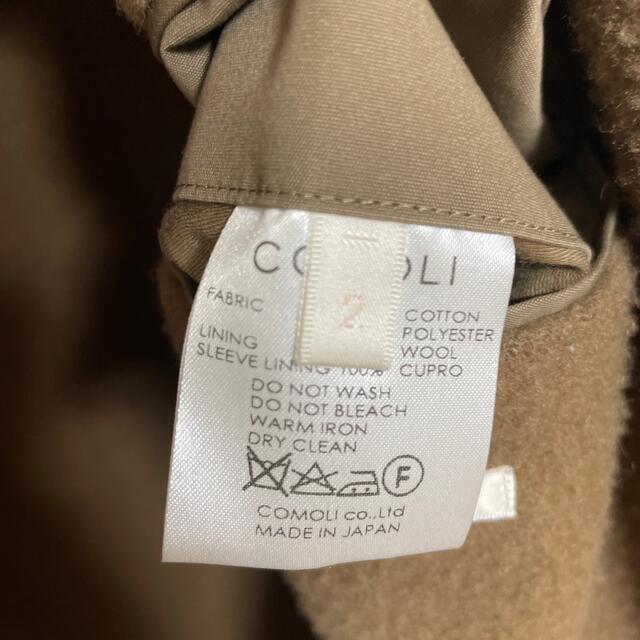 COMOLI
2
FABRIC COTTON
POLYESTER
LINING WOOL
SLEEVE LINING 100% CUPRO
DO NOT WASH
DO NOT BLEACH
WARM IRON
DRY CLEAN
F
COMOLI co.,Ltd
MADE IN JAPAN